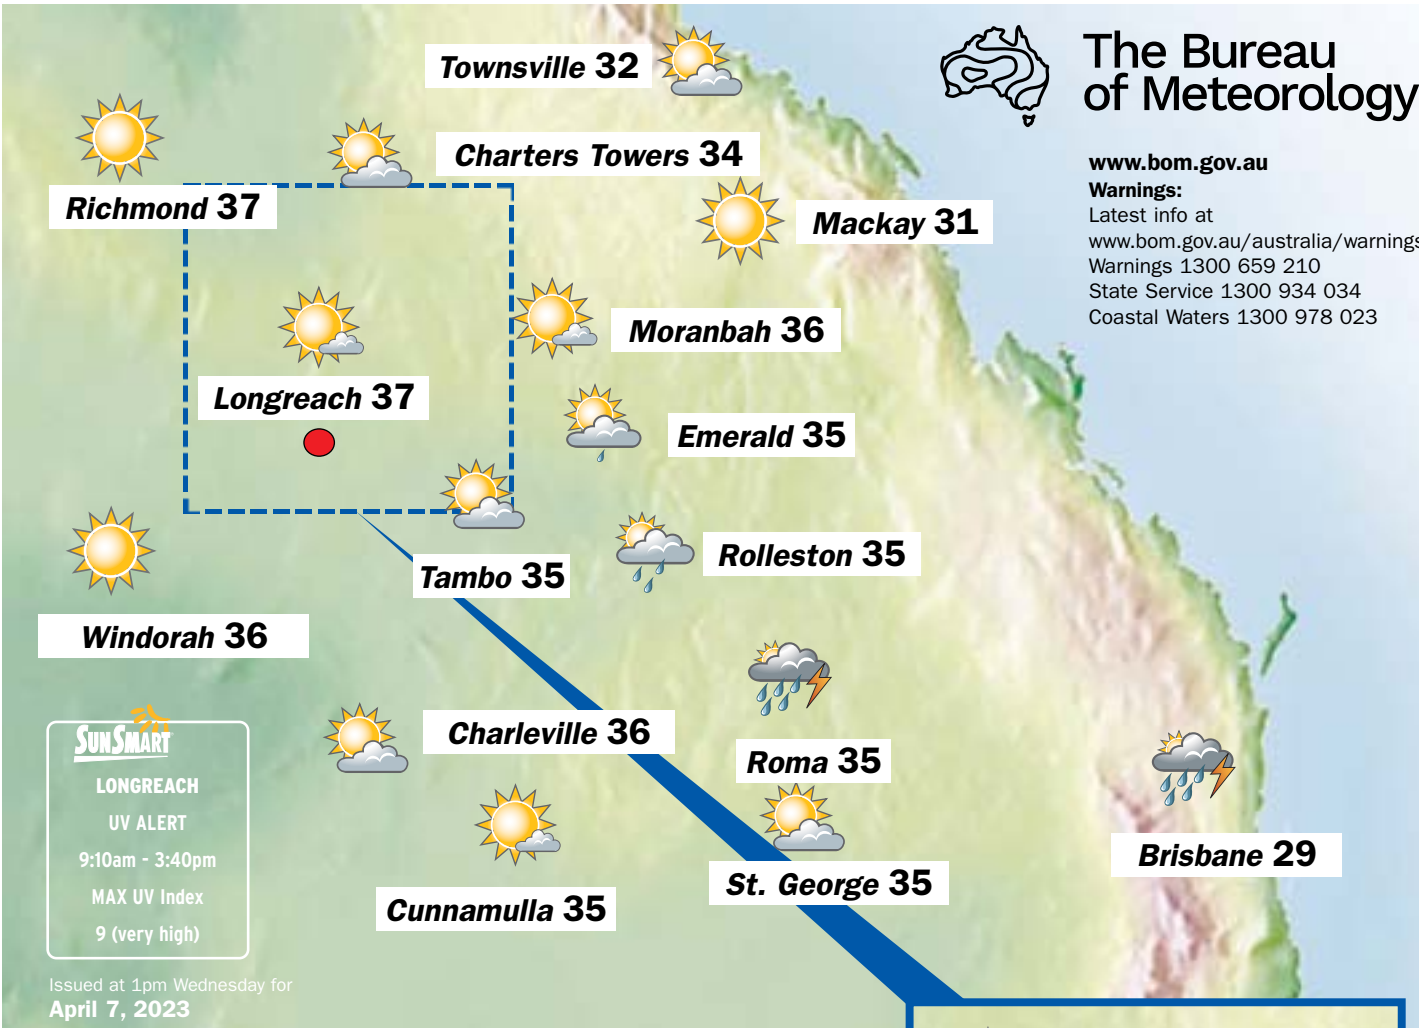 Townsville 32
The Bureau
of Meteorology
Charters Towers 34
www.bom.gov.au
Warnings:
Latest info at
www.bom.gov.au/australia/warnings
Warnings 1300 659 210
State Service 1300 934 034
Coastal Waters 1300 978 023
Richmond 37
Mackay 31
Moranbah 36
Longreach 37
Emerald 35
Rolleston 35
Tambo 35
Windorah 36
Charleville 36
Roma 35
Brisbane 29
St. George 35
Cunnamulla 35
SUNSMART
LONGREACH
UV ALERT
9:10am - 3:40pm
MAX UV Index
9 (very high)
Issued at 1pm Wednesday for
April 7, 2023